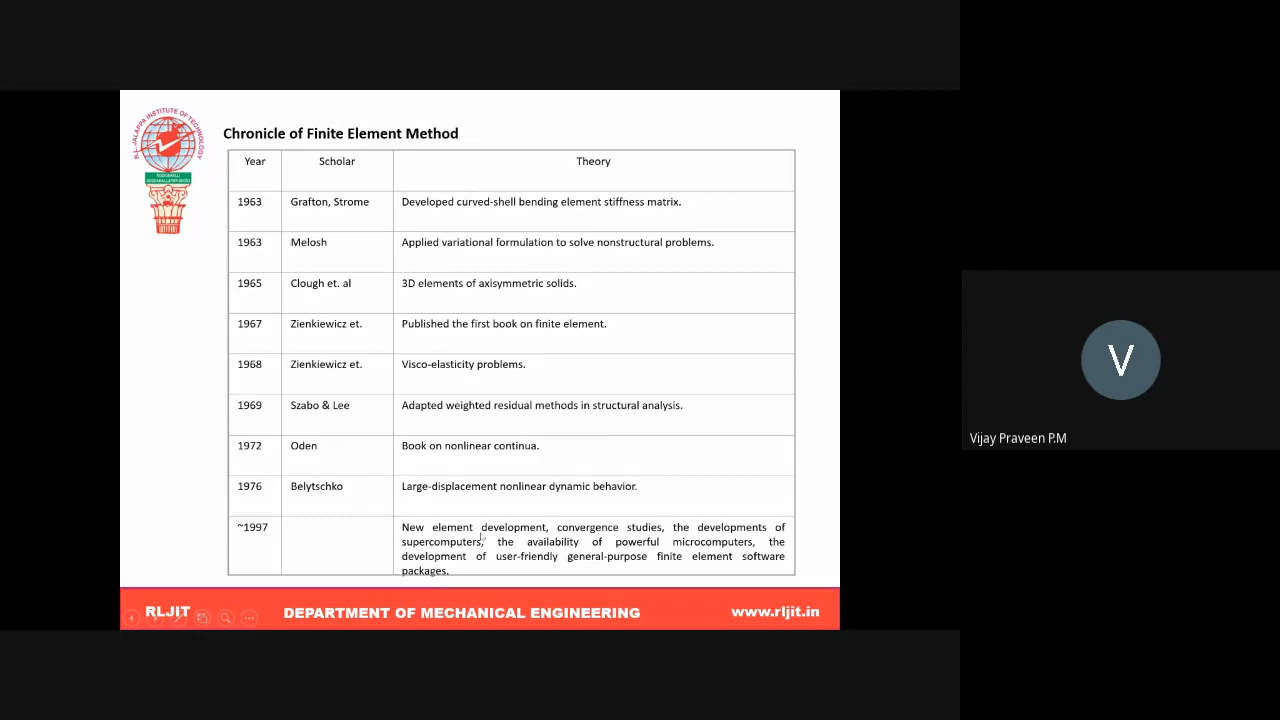 R.L. JALAPPA INSTITUTE OF TECHNOLOGY
Chronicle of Finite Element Method
Year Scholar Theory
1963 Grafton, Strome Developed curved-shell bending element stiffness matrix.
1963 Melosh Applied variational formulation to solve nonstructural problems.
1965 Clough et. al 3D elements of axisymmetric solids.
1967 Zienkiewicz et. Published the first book on finite element.
1968 Zienkiewicz et. Visco-elasticity problems.
1969 Szabo & Lee Adapted weighted residual methods in structural analysis.
1972 Oden Book on nonlinear continua.
1976 Belytschko Large-displacement nonlinear dynamic behavior.
~1997 New element development, convergence studies, the developments of
supercomputers, the availability of powerful microcomputers, the
development of user-friendly general-purpose finite element software
packages.
RLJIT DEPARTMENT OF MECHANICAL ENGINEERING www.rljit.in
V
Vijay Praveen P.M